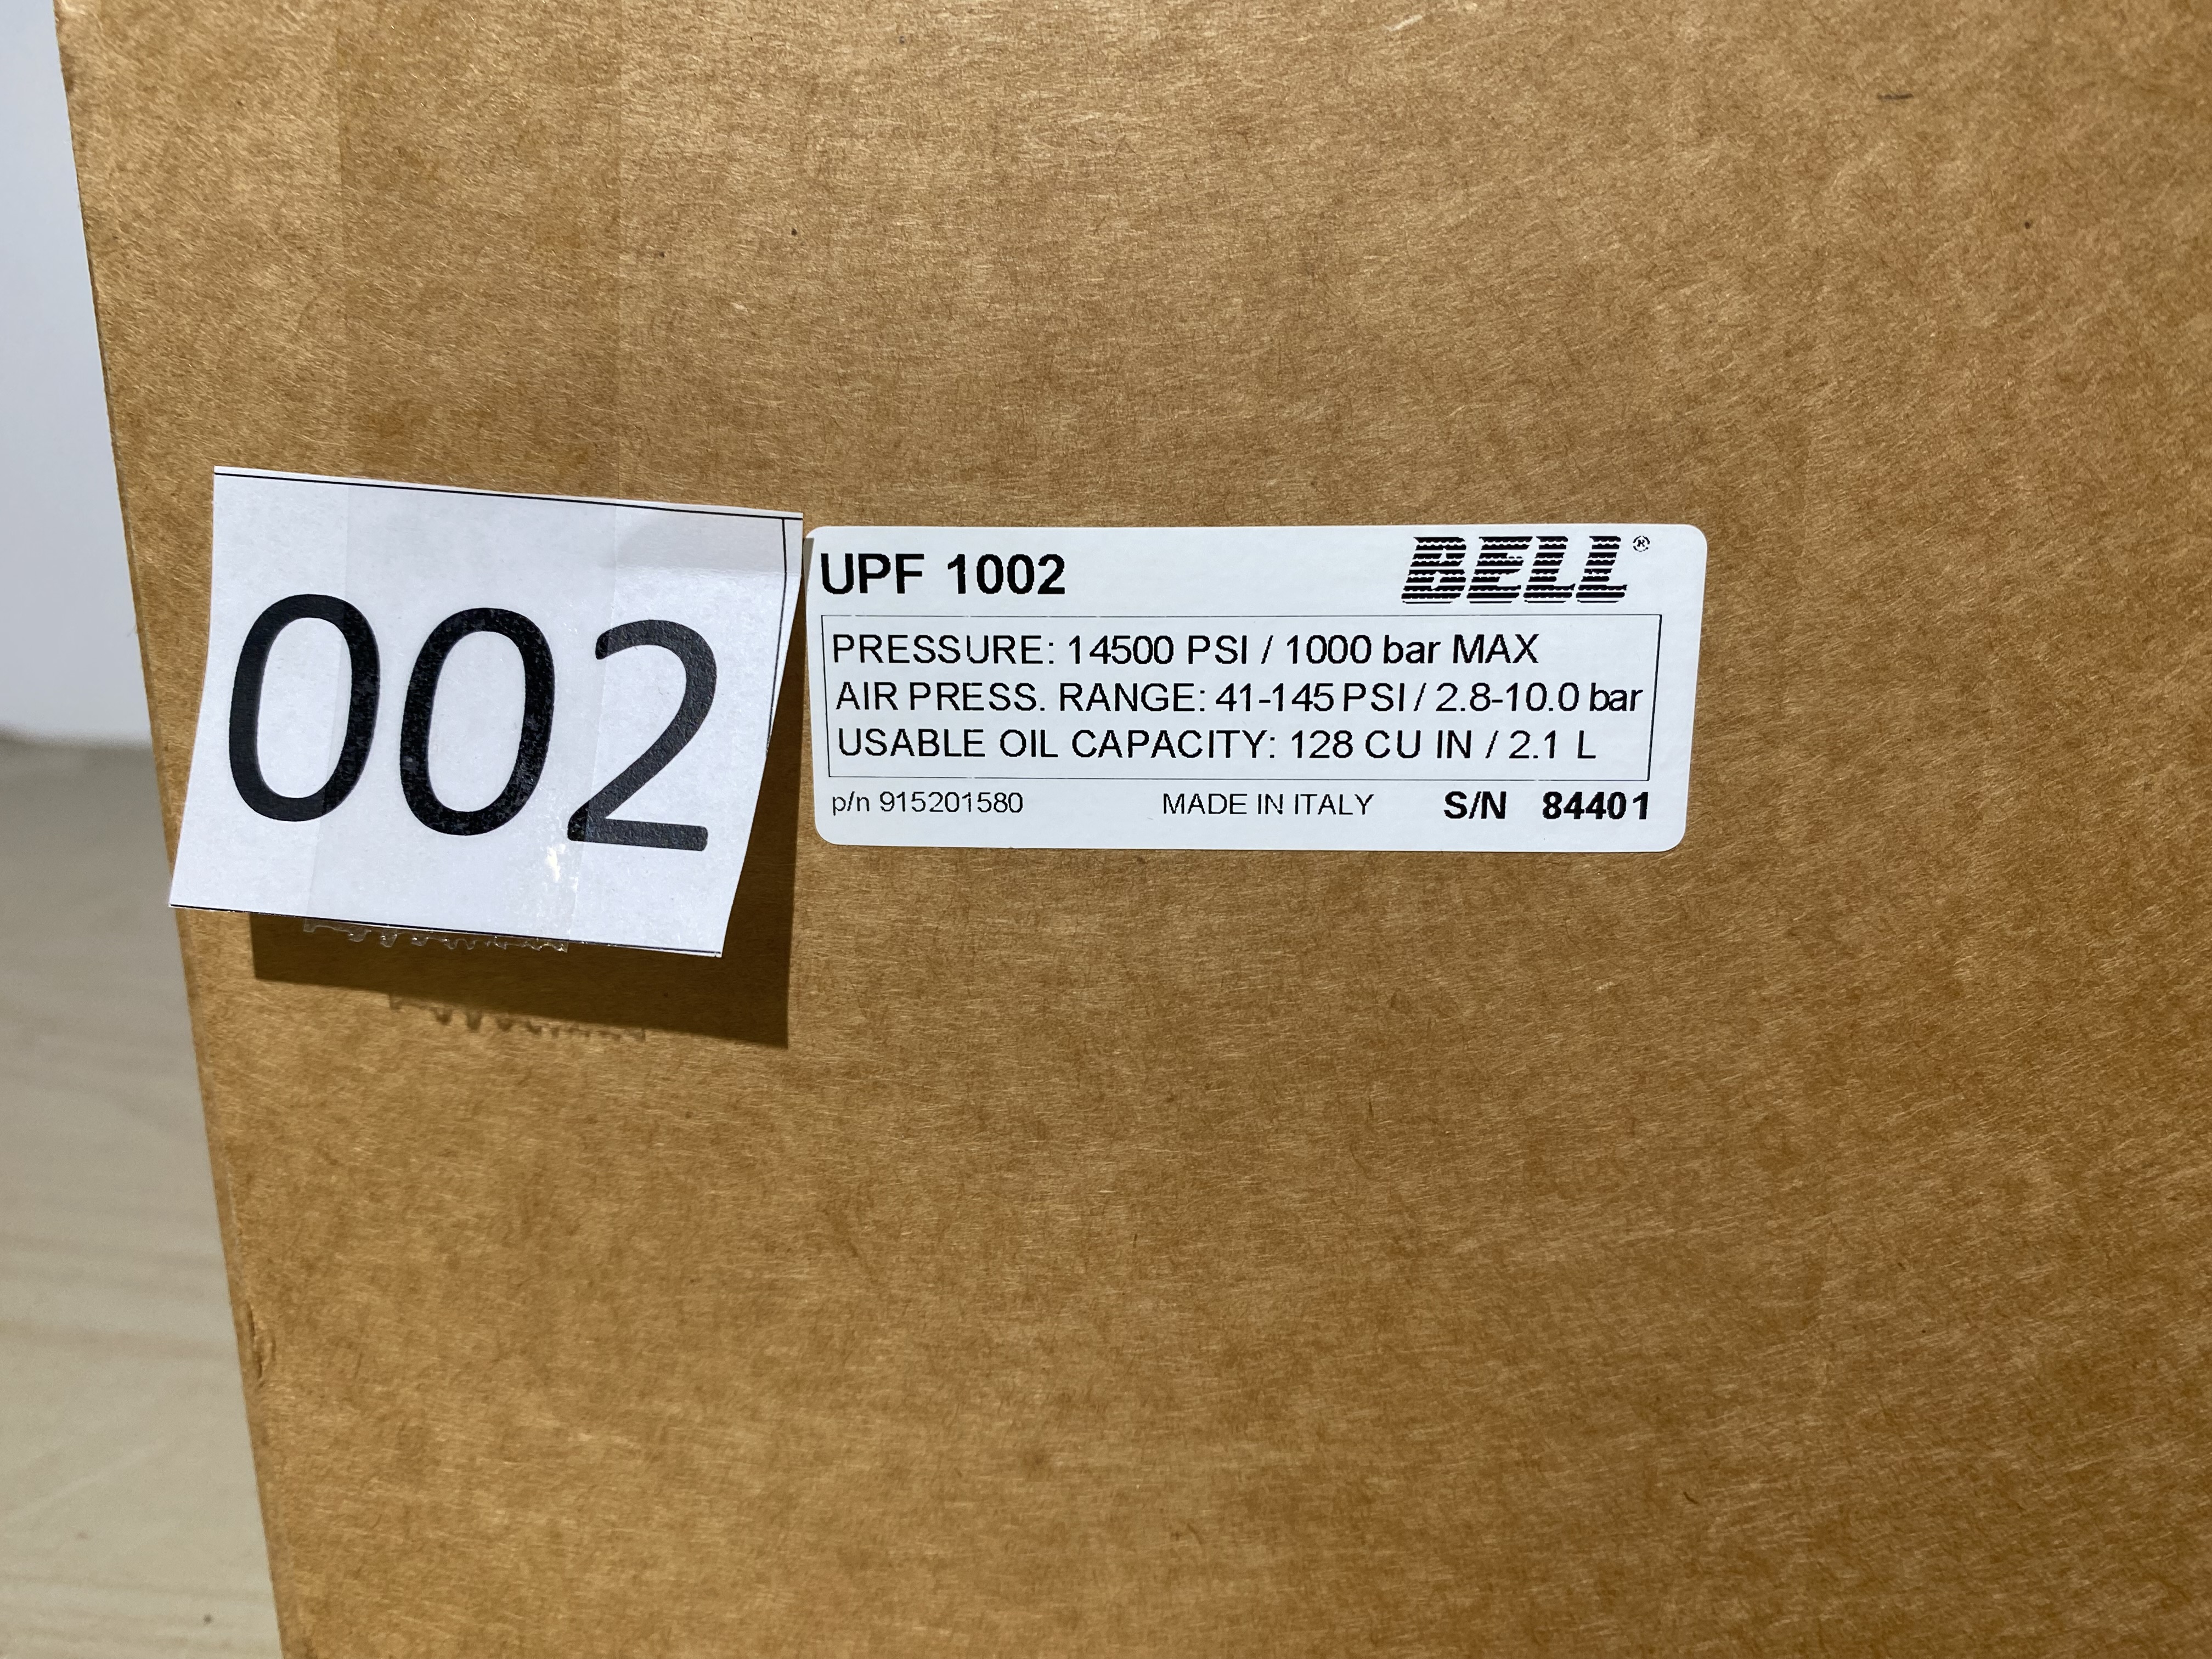 002
UPF 1002 BELL®
PRESSURE: 14500 PSI / 1000 bar MAX
AIR PRESS. RANGE: 41-145 PSI / 2.8-10.0 bar
USABLE OIL CAPACITY: 128 CU IN / 2.1 L
p/n 915201580 MADE IN ITALY S/N 84401